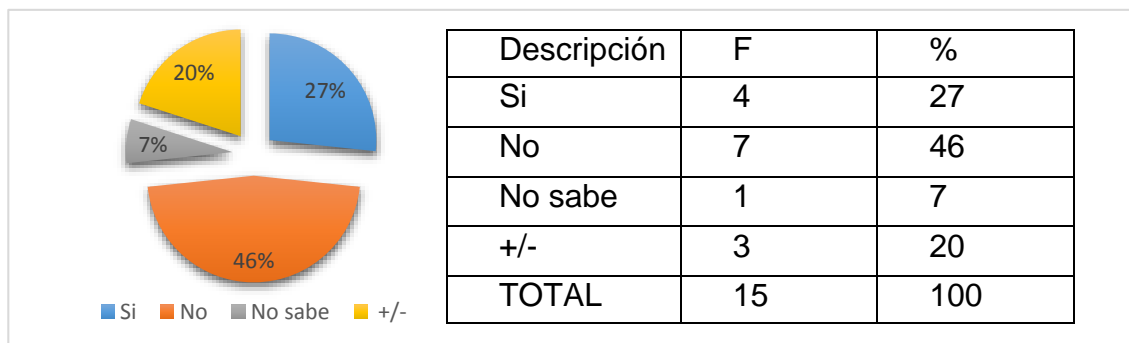 20%
27%
7%
46%
Si No No sabe +/-
Descripción F %
Si 4 27
No 7 46
No sabe 1 7
+/- 3 20
TOTAL 15 100